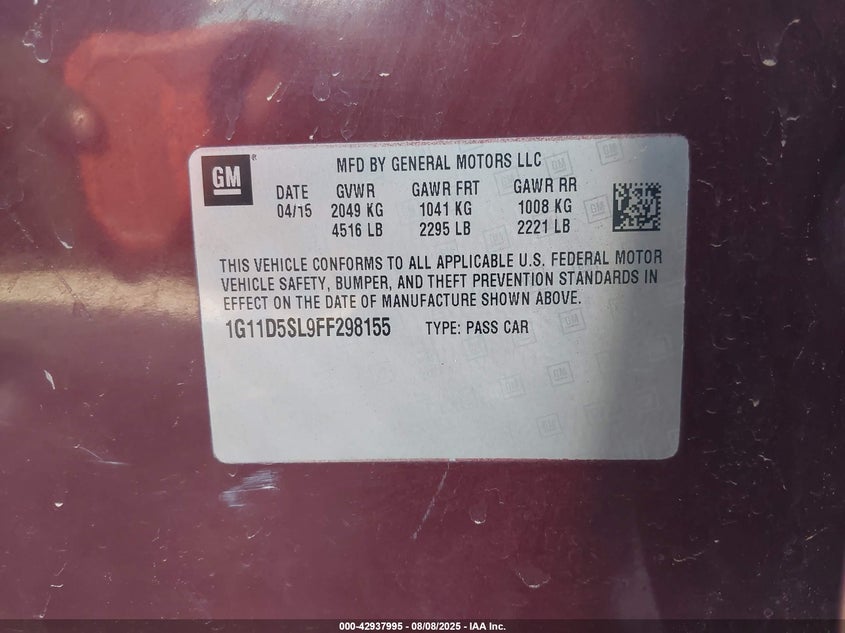 GM ®
MFD BY GENERAL MOTORS LLC
DATE GVWR GAWR FRT GAWR RR
04/15 2049 KG 1041 KG 1008 KG
4516 LB 2295 LB 2221 LB
THIS VEHICLE CONFORMS TO ALL APPLICABLE U.S. FEDERAL MOTOR
VEHICLE SAFETY, BUMPER, AND THEFT PREVENTION STANDARDS IN
EFFECT ON THE DATE OF MANUFACTURE SHOWN ABOVE.
1G11D5SL9FF298155 TYPE: PASS CAR
000-42937995 - 08/08/2025 - IAA Inc.